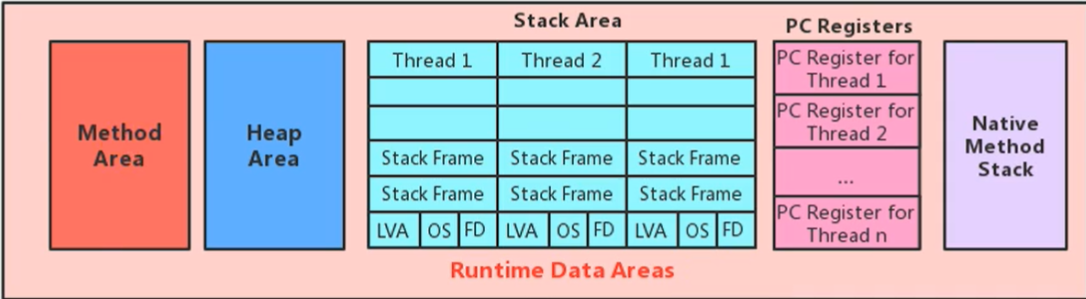 Stack Area
PC Registers
Method
Area
Heap
Area
Thread 1
Thread 2
Thread 1
Stack Frame
Stack Frame
Stack Frame
Stack Frame
Stack Frame
Stack Frame
LVA
OS
FD
LVA
OS
FD
LVA
OS
FD
PC Register for
Thread 1
PC Register for
Thread 2
...
PC Register for
Thread n
Native
Method
Stack
Runtime Data Areas